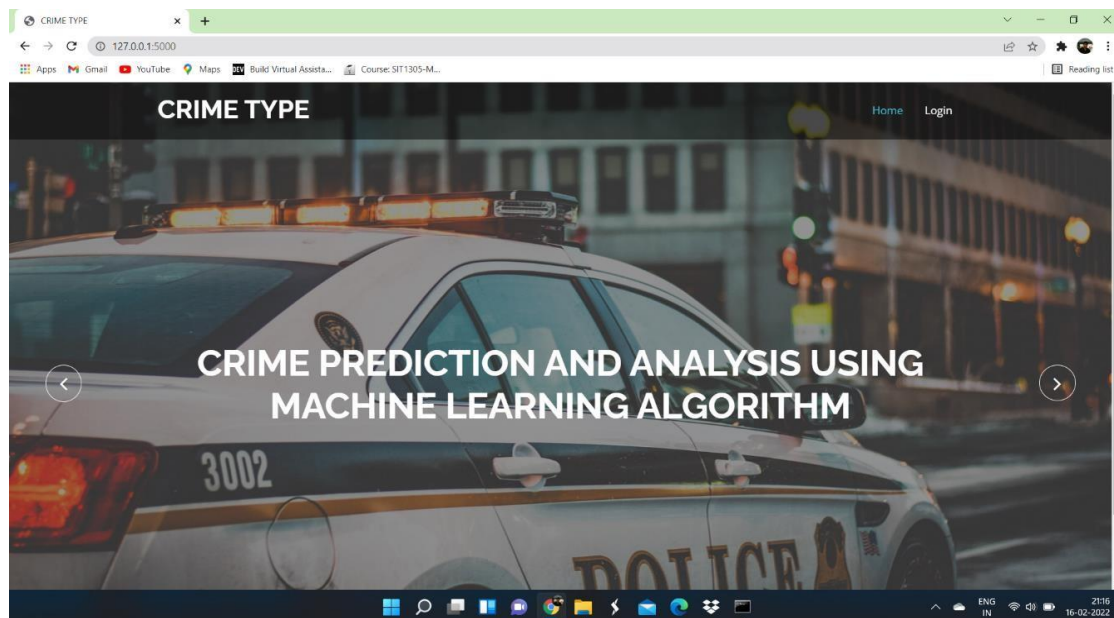 CRIME TYPE
127.0.0.1:5000
Apps Gmail YouTube Maps DEV Build Virtual Assista... Course: SIT1305-M... Reading list
CRIME TYPE Home Login
CRIME PREDICTION AND ANALYSIS USING
MACHINE LEARNING ALGORITHM
3002
POLICE
ENG 21:16
IN 16-02-2022